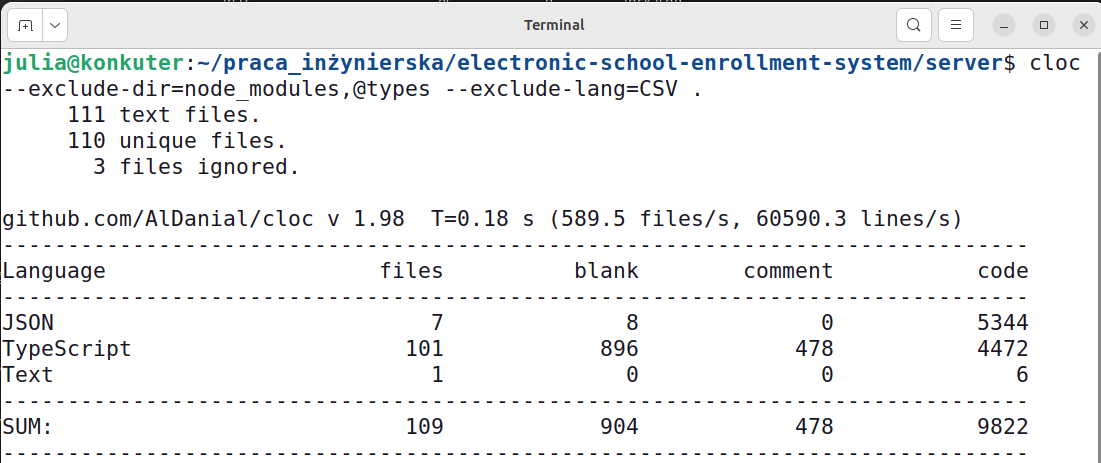 Terminal
julia@konkuter:~/praca_inżynierska/electronic-school-enrollment-system/server$ cloc
--exclude-dir=node_modules,@types --exclude-lang=CSV .
     111 text files.
     110 unique files.
       3 files ignored.

github.com/AlDanial/cloc v 1.98  T=0.18 s (589.5 files/s, 60590.3 lines/s)
-------------------------------------------------------------------------------
Language                     files          blank        comment           code
-------------------------------------------------------------------------------
JSON                             7              8              0           5344
TypeScript                     101            896            478           4472
Text                             1              0              0              6
-------------------------------------------------------------------------------
SUM:                           109            904            478           9822
-------------------------------------------------------------------------------